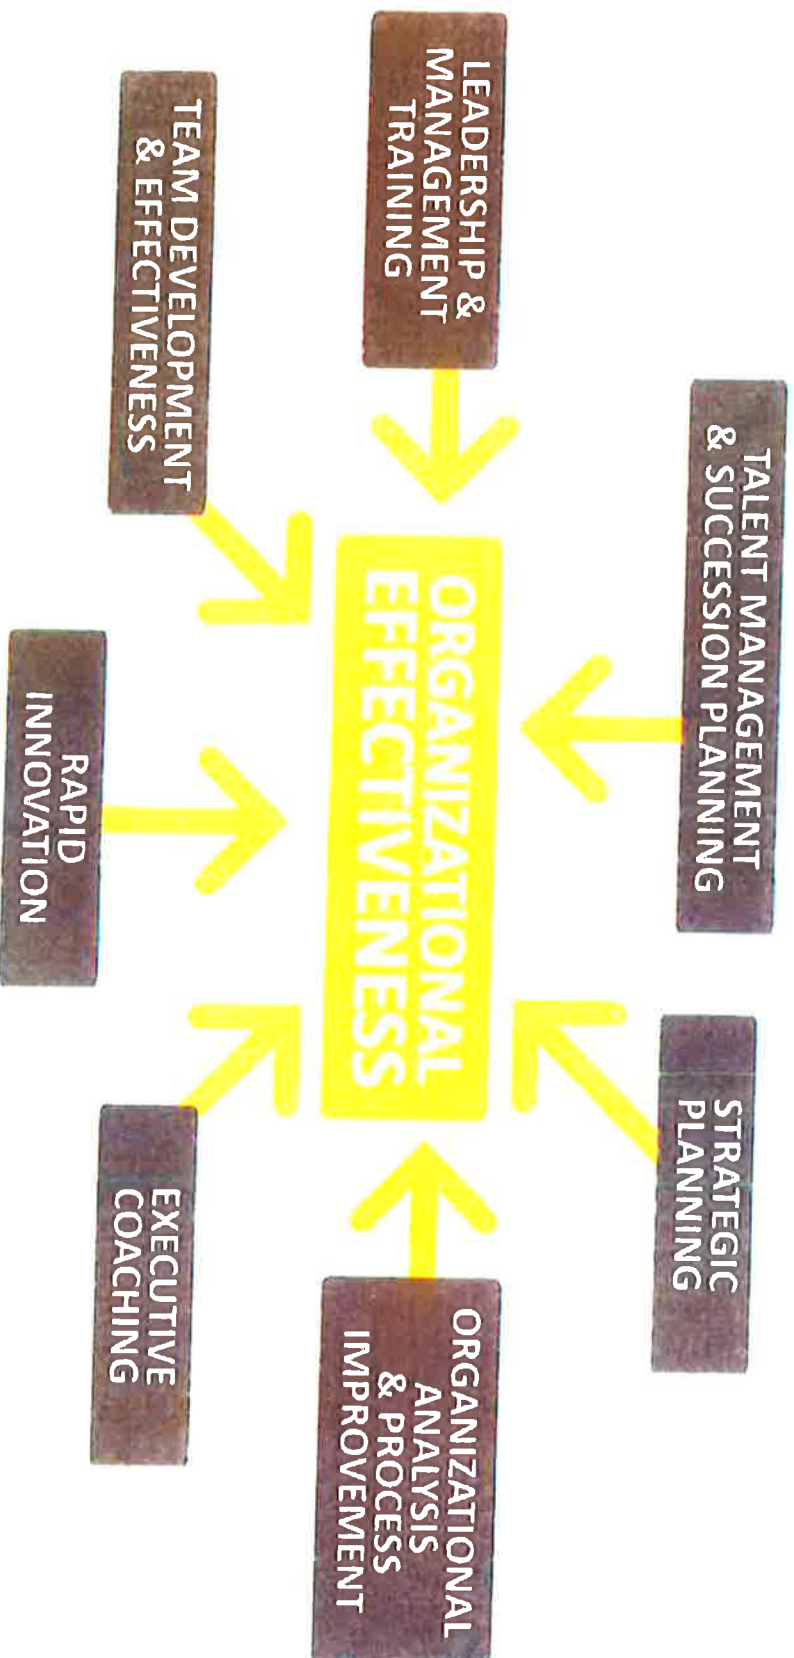 TALENT MANAGEMENT
& SUCCESSION PLANNING
STRATEGIC
PLANNING
LEADERSHIP &
MANAGEMENT
TRAINING
ORGANIZATIONAL
EFFECTIVENESS
ORGANIZATIONAL
ANALYSIS
& PROCESS
IMPROVEMENT
TEAM DEVELOPMENT
& EFFECTIVENESS
RAPID
INNOVATION
EXECUTIVE
COACHING